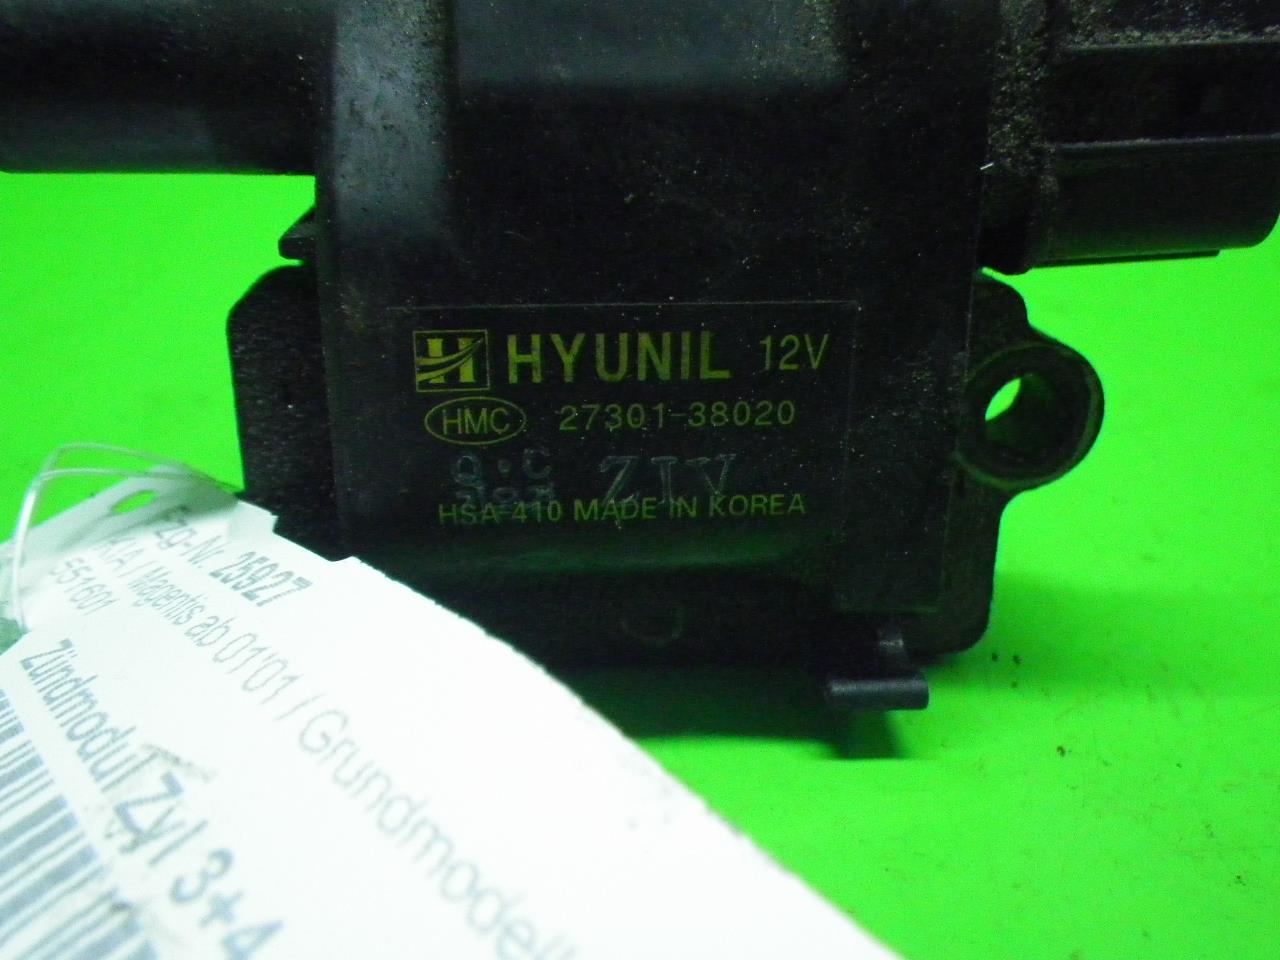 H HYUNIL 12V
HMC 27301-38020
ZIV
HSA 410 MADE IN KOREA
Fzg-Nr. 25927
KIA / Magentis ab 01'01 / Grundmodell
551601
Zündmodul Zyl 3+4